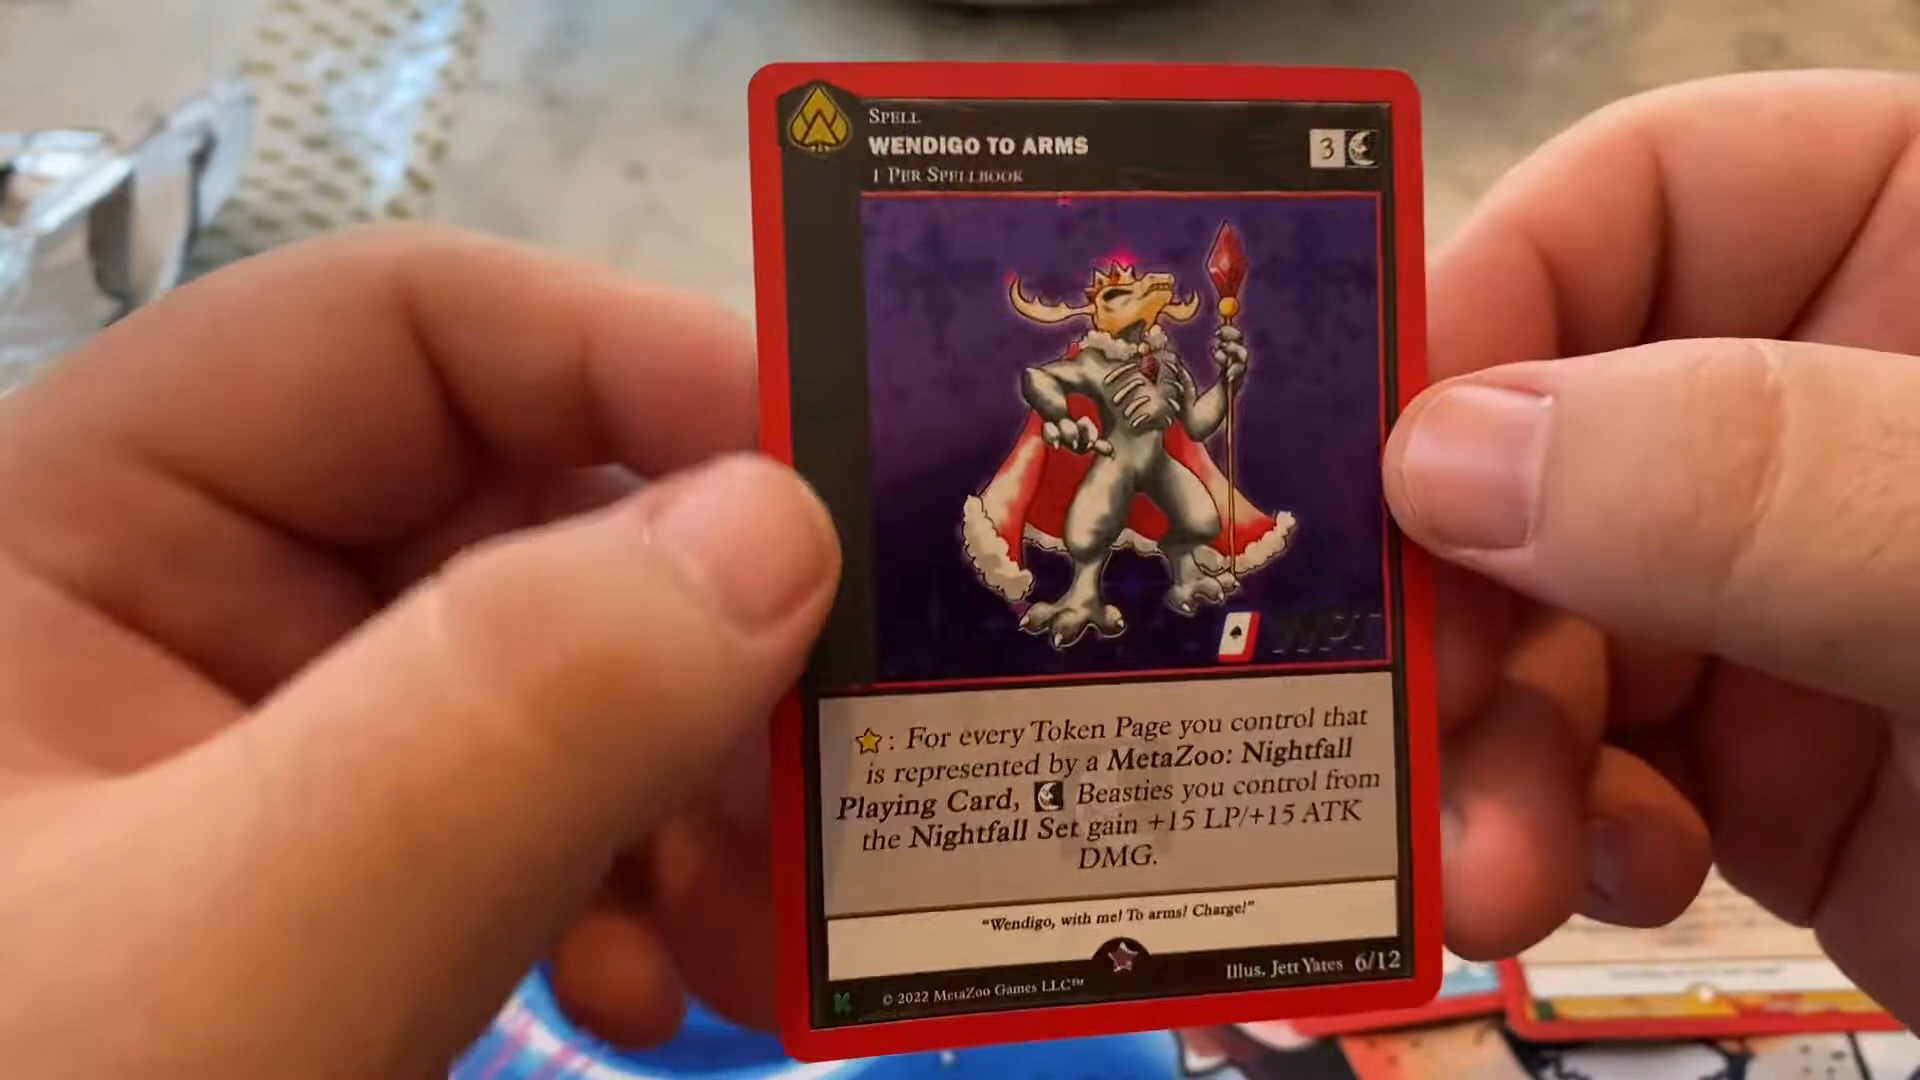 SPELL
WENDIGO TO ARMS
1 PER SPELLBOOK
3
WPT
: For every Token Page you control that
is represented by a MetaZoo: Nightfall
Playing Card, Beasties you control from
the Nightfall Set gain +15 LP/+15 ATK
DMG.
"Wendigo, with me! To arms! Charge!"
© 2022 MetaZoo Games LLC™
Illus. Jett Yates 6/12